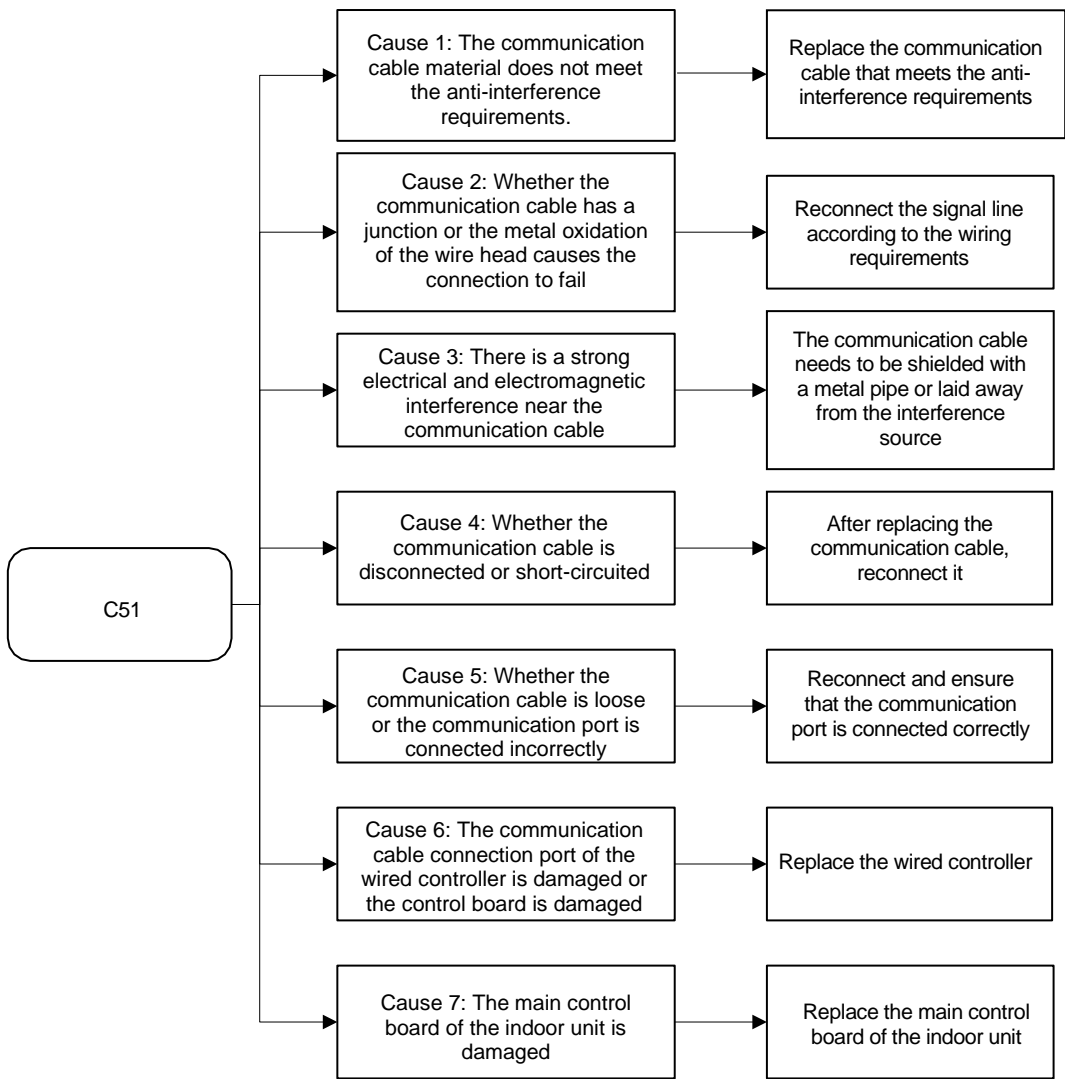 Cause 1: The communication
cable material does not meet
the anti-interference
requirements.
Replace the communication
cable that meets the anti-
interference requirements
Cause 2: Whether the
communication cable has a
junction or the metal oxidation
of the wire head causes the
connection to fail
Reconnect the signal line
according to the wiring
requirements
Cause 3: There is a strong
electrical and electromagnetic
interference near the
communication cable
The communication cable
needs to be shielded with
a metal pipe or laid away
from the interference
source
Cause 4: Whether the
communication cable is
disconnected or short-circuited
After replacing the
communication cable,
reconnect it
C51
Cause 5: Whether the
communication cable is loose
or the communication port is
connected incorrectly
Reconnect and ensure
that the communication
port is connected correctly
Cause 6: The communication
cable connection port of the
wired controller is damaged or
the control board is damaged
Replace the wired controller
Cause 7: The main control
board of the indoor unit is
damaged
Replace the main control
board of the indoor unit